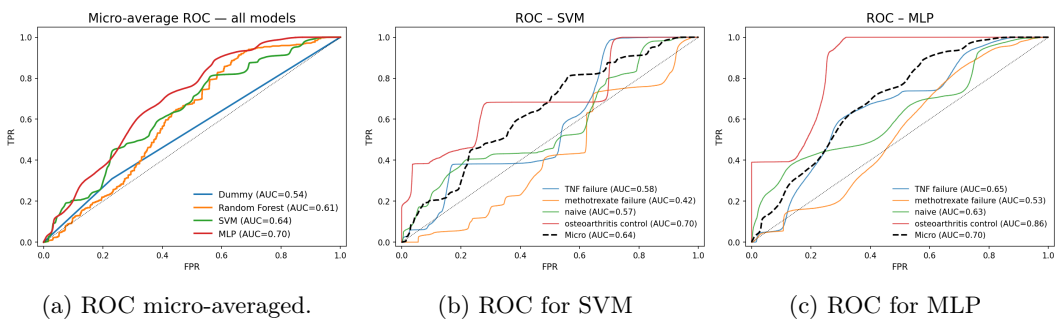 Micro-average ROC — all models
TPR
1.0
0.8
0.6
0.4
0.2
0.0
0.0 0.2 0.4 0.6 0.8 1.0
FPR
Dummy (AUC=0.54)
Random Forest (AUC=0.61)
SVM (AUC=0.64)
MLP (AUC=0.70)
(a) ROC micro-averaged.
ROC – SVM
TPR
1.0
0.8
0.6
0.4
0.2
0.0
0.0 0.2 0.4 0.6 0.8 1.0
FPR
TNF failure (AUC=0.58)
methotrexate failure (AUC=0.42)
naive (AUC=0.57)
osteoarthritis control (AUC=0.70)
Micro (AUC=0.64)
(b) ROC for SVM
ROC – MLP
TPR
1.0
0.8
0.6
0.4
0.2
0.0
0.0 0.2 0.4 0.6 0.8 1.0
FPR
TNF failure (AUC=0.65)
methotrexate failure (AUC=0.53)
naive (AUC=0.63)
osteoarthritis control (AUC=0.86)
Micro (AUC=0.70)
(c) ROC for MLP